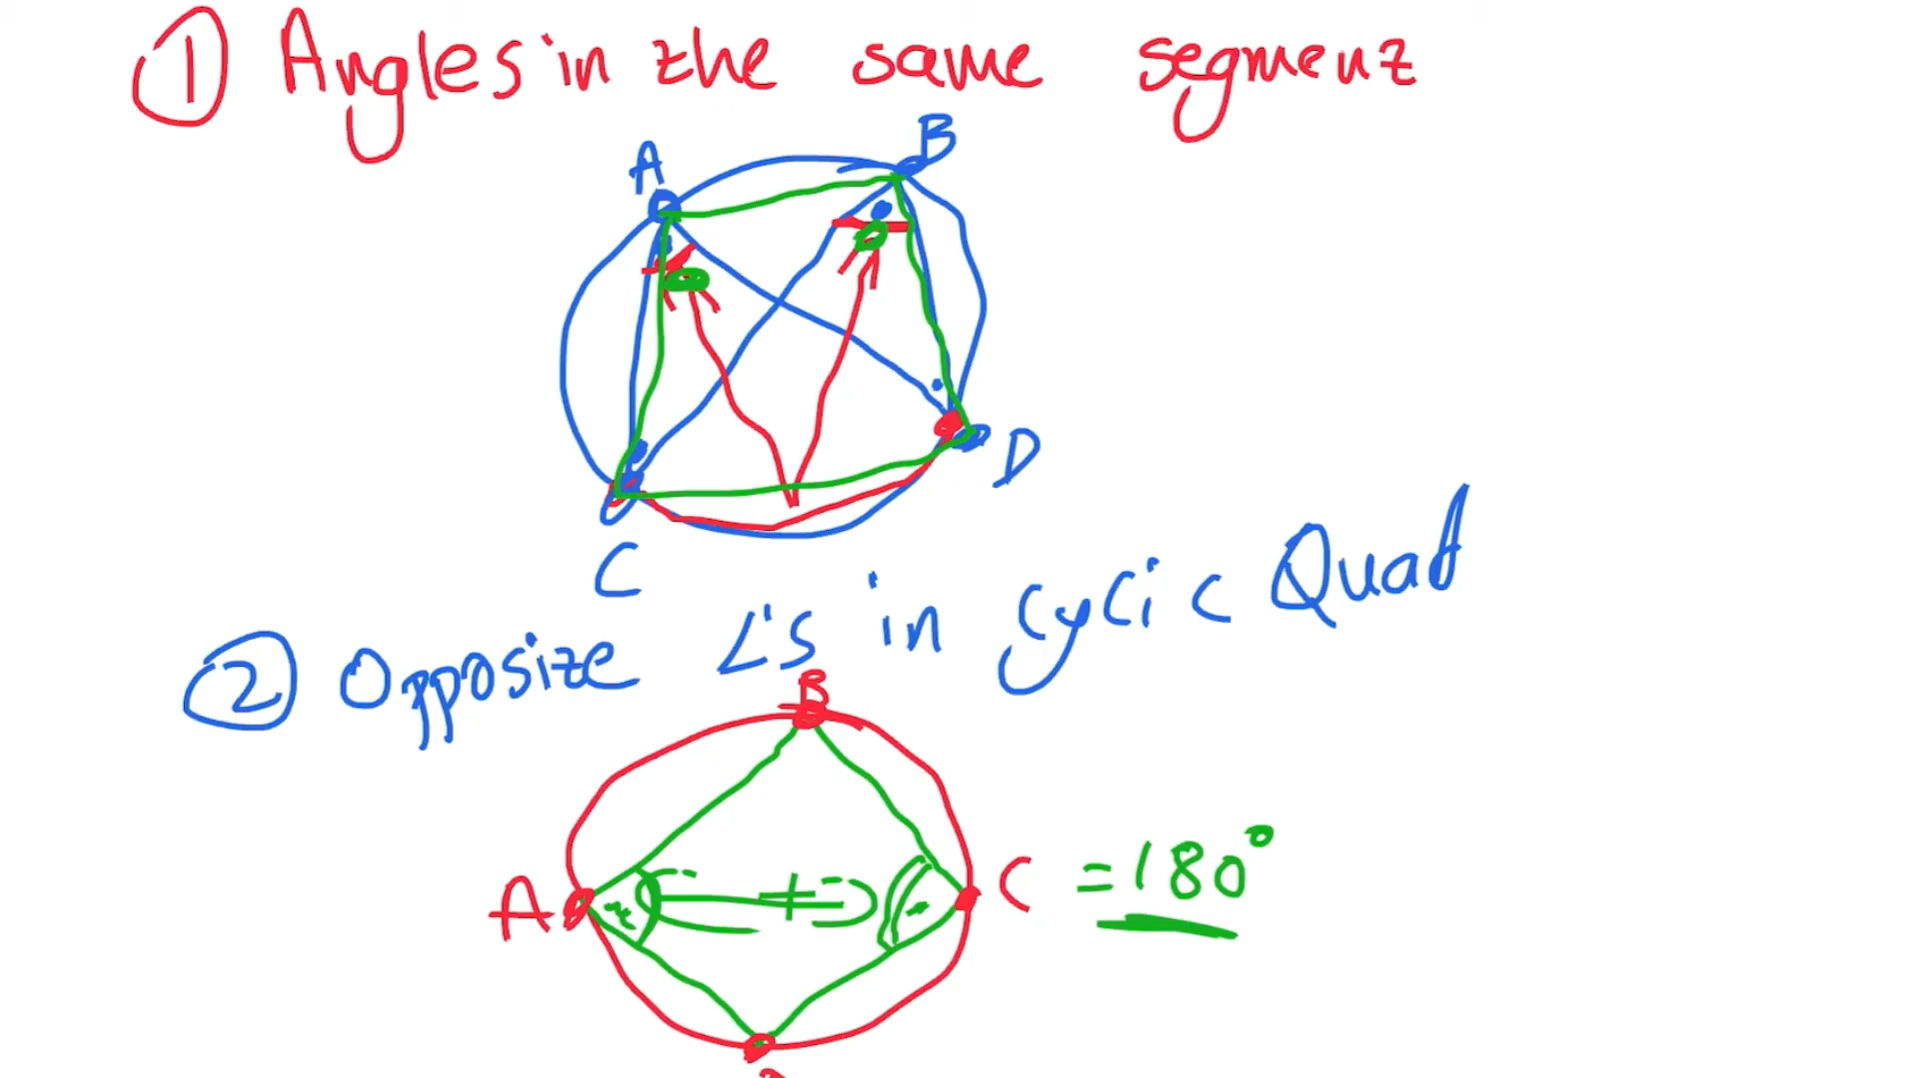 ① Angles in the same segment
A
B
D
C
② Opposite ∠'s in cyclic Quad
B
A
x
+
C = 180°